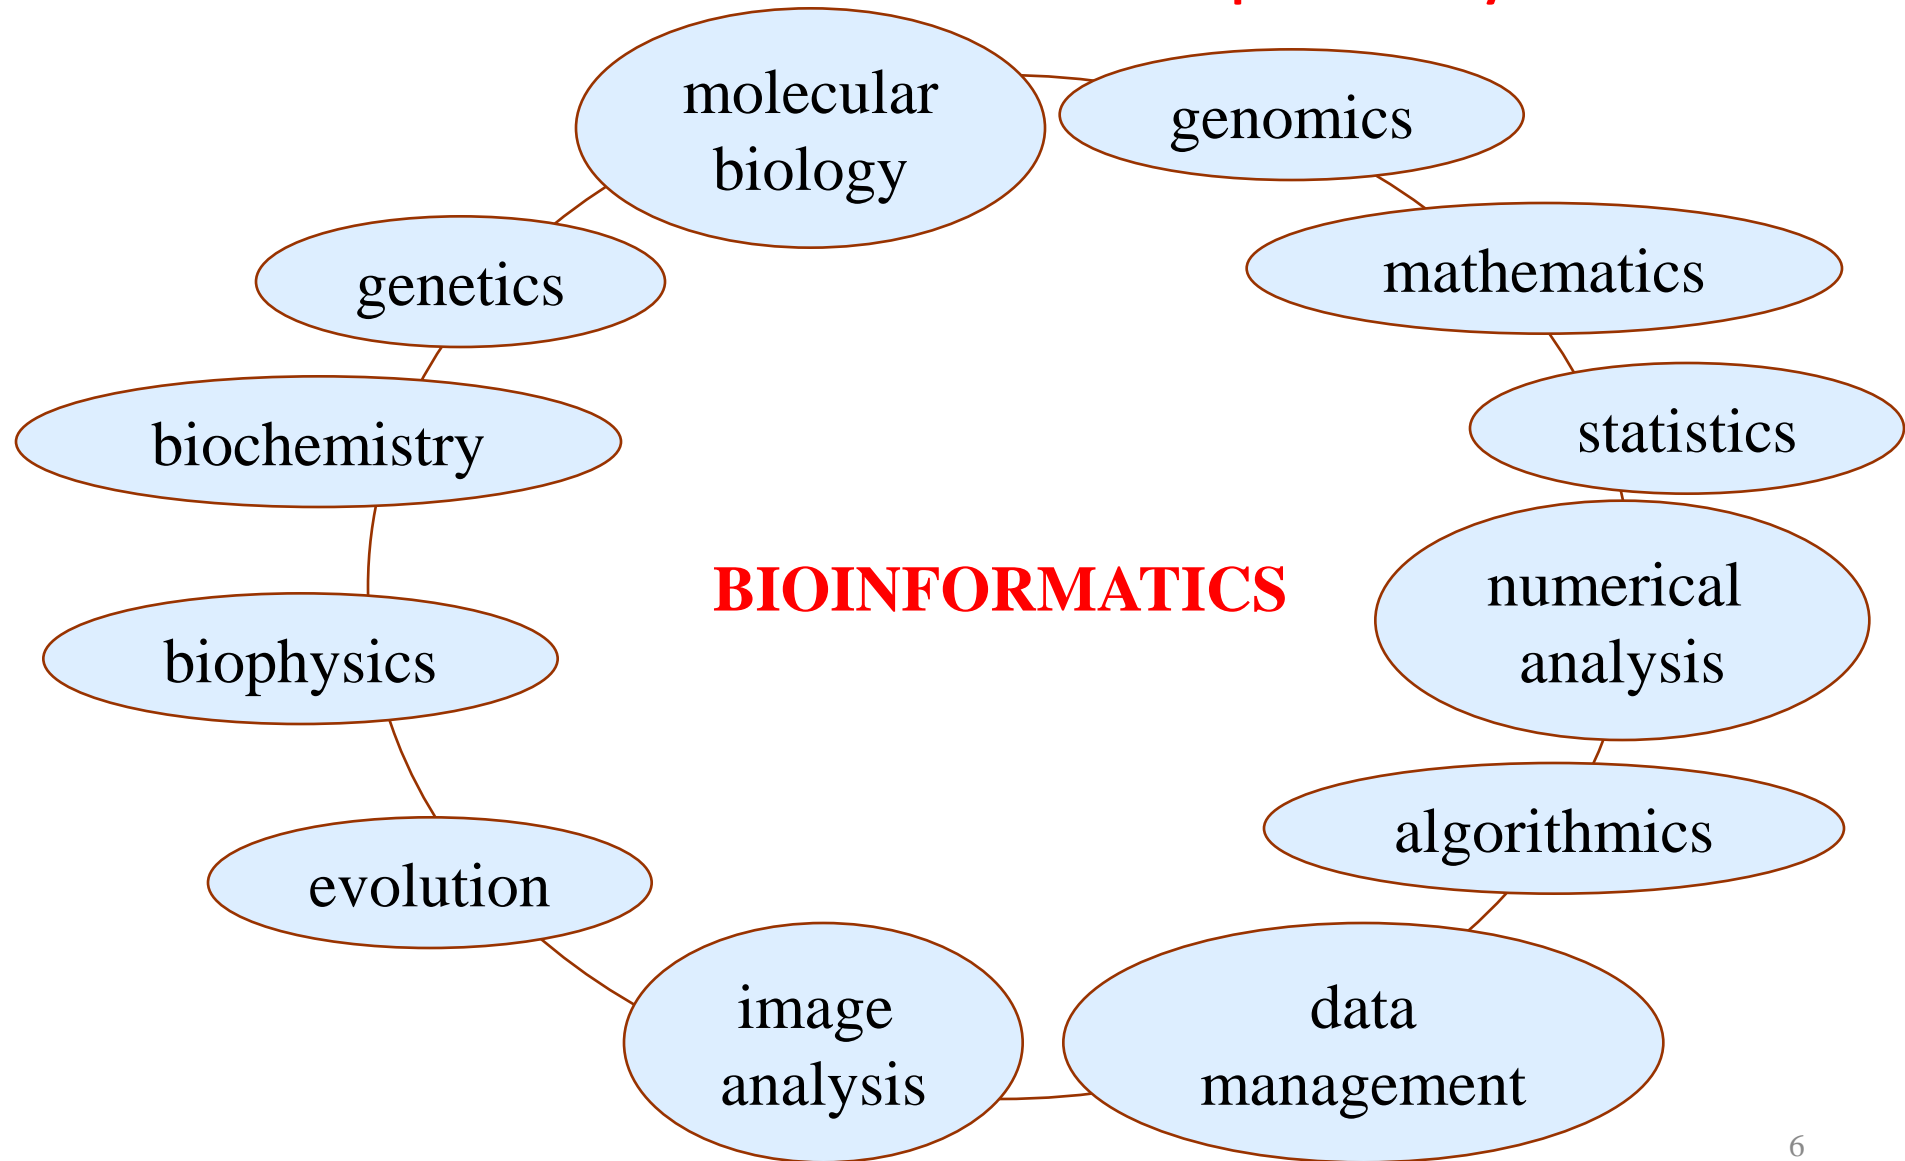 molecular
biology
genomics
genetics
mathematics
biochemistry
statistics
BIOINFORMATICS
numerical
analysis
biophysics
algorithmics
evolution
image
analysis
data
management
6